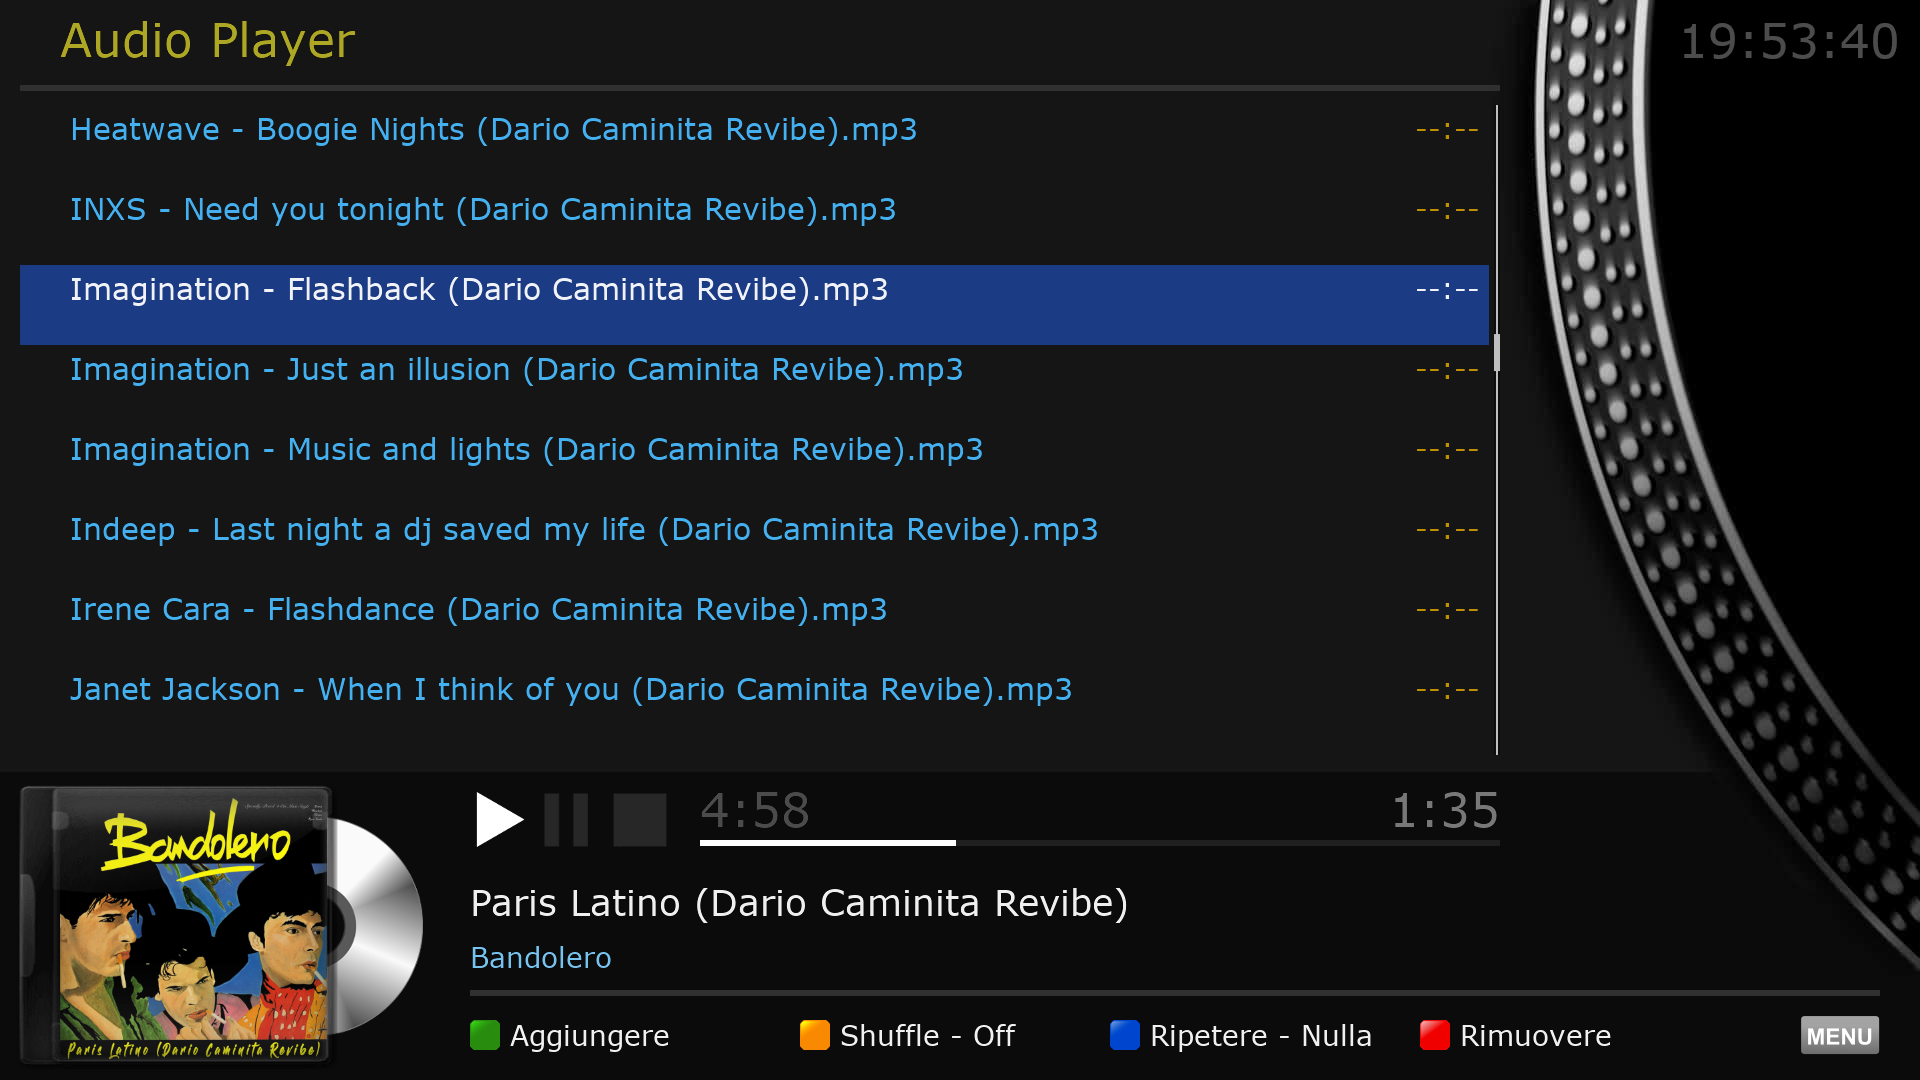 Audio Player
19:53:40
Heatwave - Boogie Nights (Dario Caminita Revibe).mp3 --:--
INXS - Need you tonight (Dario Caminita Revibe).mp3 --:--
Imagination - Flashback (Dario Caminita Revibe).mp3 --:--
Imagination - Just an illusion (Dario Caminita Revibe).mp3 --:--
Imagination - Music and lights (Dario Caminita Revibe).mp3 --:--
Indeep - Last night a dj saved my life (Dario Caminita Revibe).mp3 --:--
Irene Cara - Flashdance (Dario Caminita Revibe).mp3 --:--
Janet Jackson - When I think of you (Dario Caminita Revibe).mp3 --:--
Bandolero
Paris Latino (Dario Caminita Revibe)
4:58 1:35
Paris Latino (Dario Caminita Revibe)
Bandolero
Aggiungere Shuffle - Off Ripetere - Nulla Rimuovere MENU